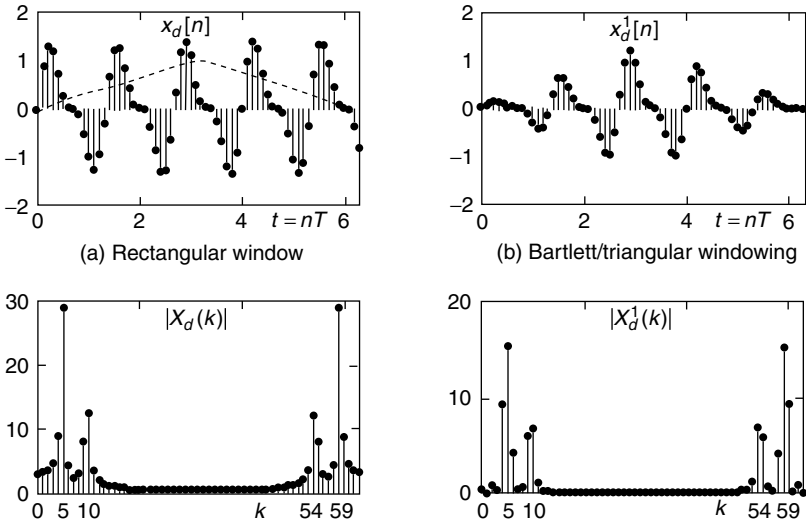 x_d[n]
2
1
0
−1
−2
0 2 4 t = nT 6
(a) Rectangular window
x_d^1[n]
2
1
0
−1
−2
0 2 4 t = nT 6
(b) Bartlett/triangular windowing
|X_d(k)|
30
20
10
0
0 5 10 k 54 59
|X_d^1(k)|
20
10
0
0 5 10 k 54 59